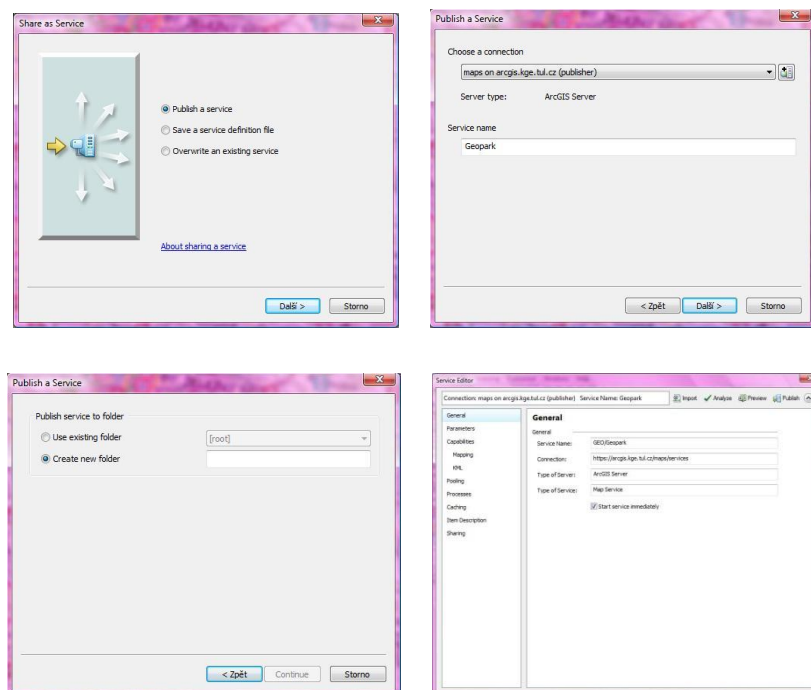 Share as Service
Publish a service
Save a service definition file
Overwrite an existing service
About sharing a service
Další >
Storno
Publish a Service
Choose a connection
maps on arcgis.kge.tul.cz (publisher)
Server type: ArcGIS Server
Service name
Geopark
< Zpět
Další >
Storno
Publish a Service
Publish service to folder
Use existing folder
[root]
Create new folder
< Zpět
Continue
Storno
Service Editor
Connection: maps on arcgis.kge.tul.cz (publisher) Service Name: Geopark
Import
Analyze
Preview
Publish
General
Parameters
Capabilities
Mapping
KML
Pooling
Processes
Caching
Item Description
Sharing
General
General
Service Name: GEO/Geopark
Connection: https://arcgis.kge.tul.cz/maps/services
Type of Server: ArcGIS Server
Type of Service: Map Service
Start service immediately